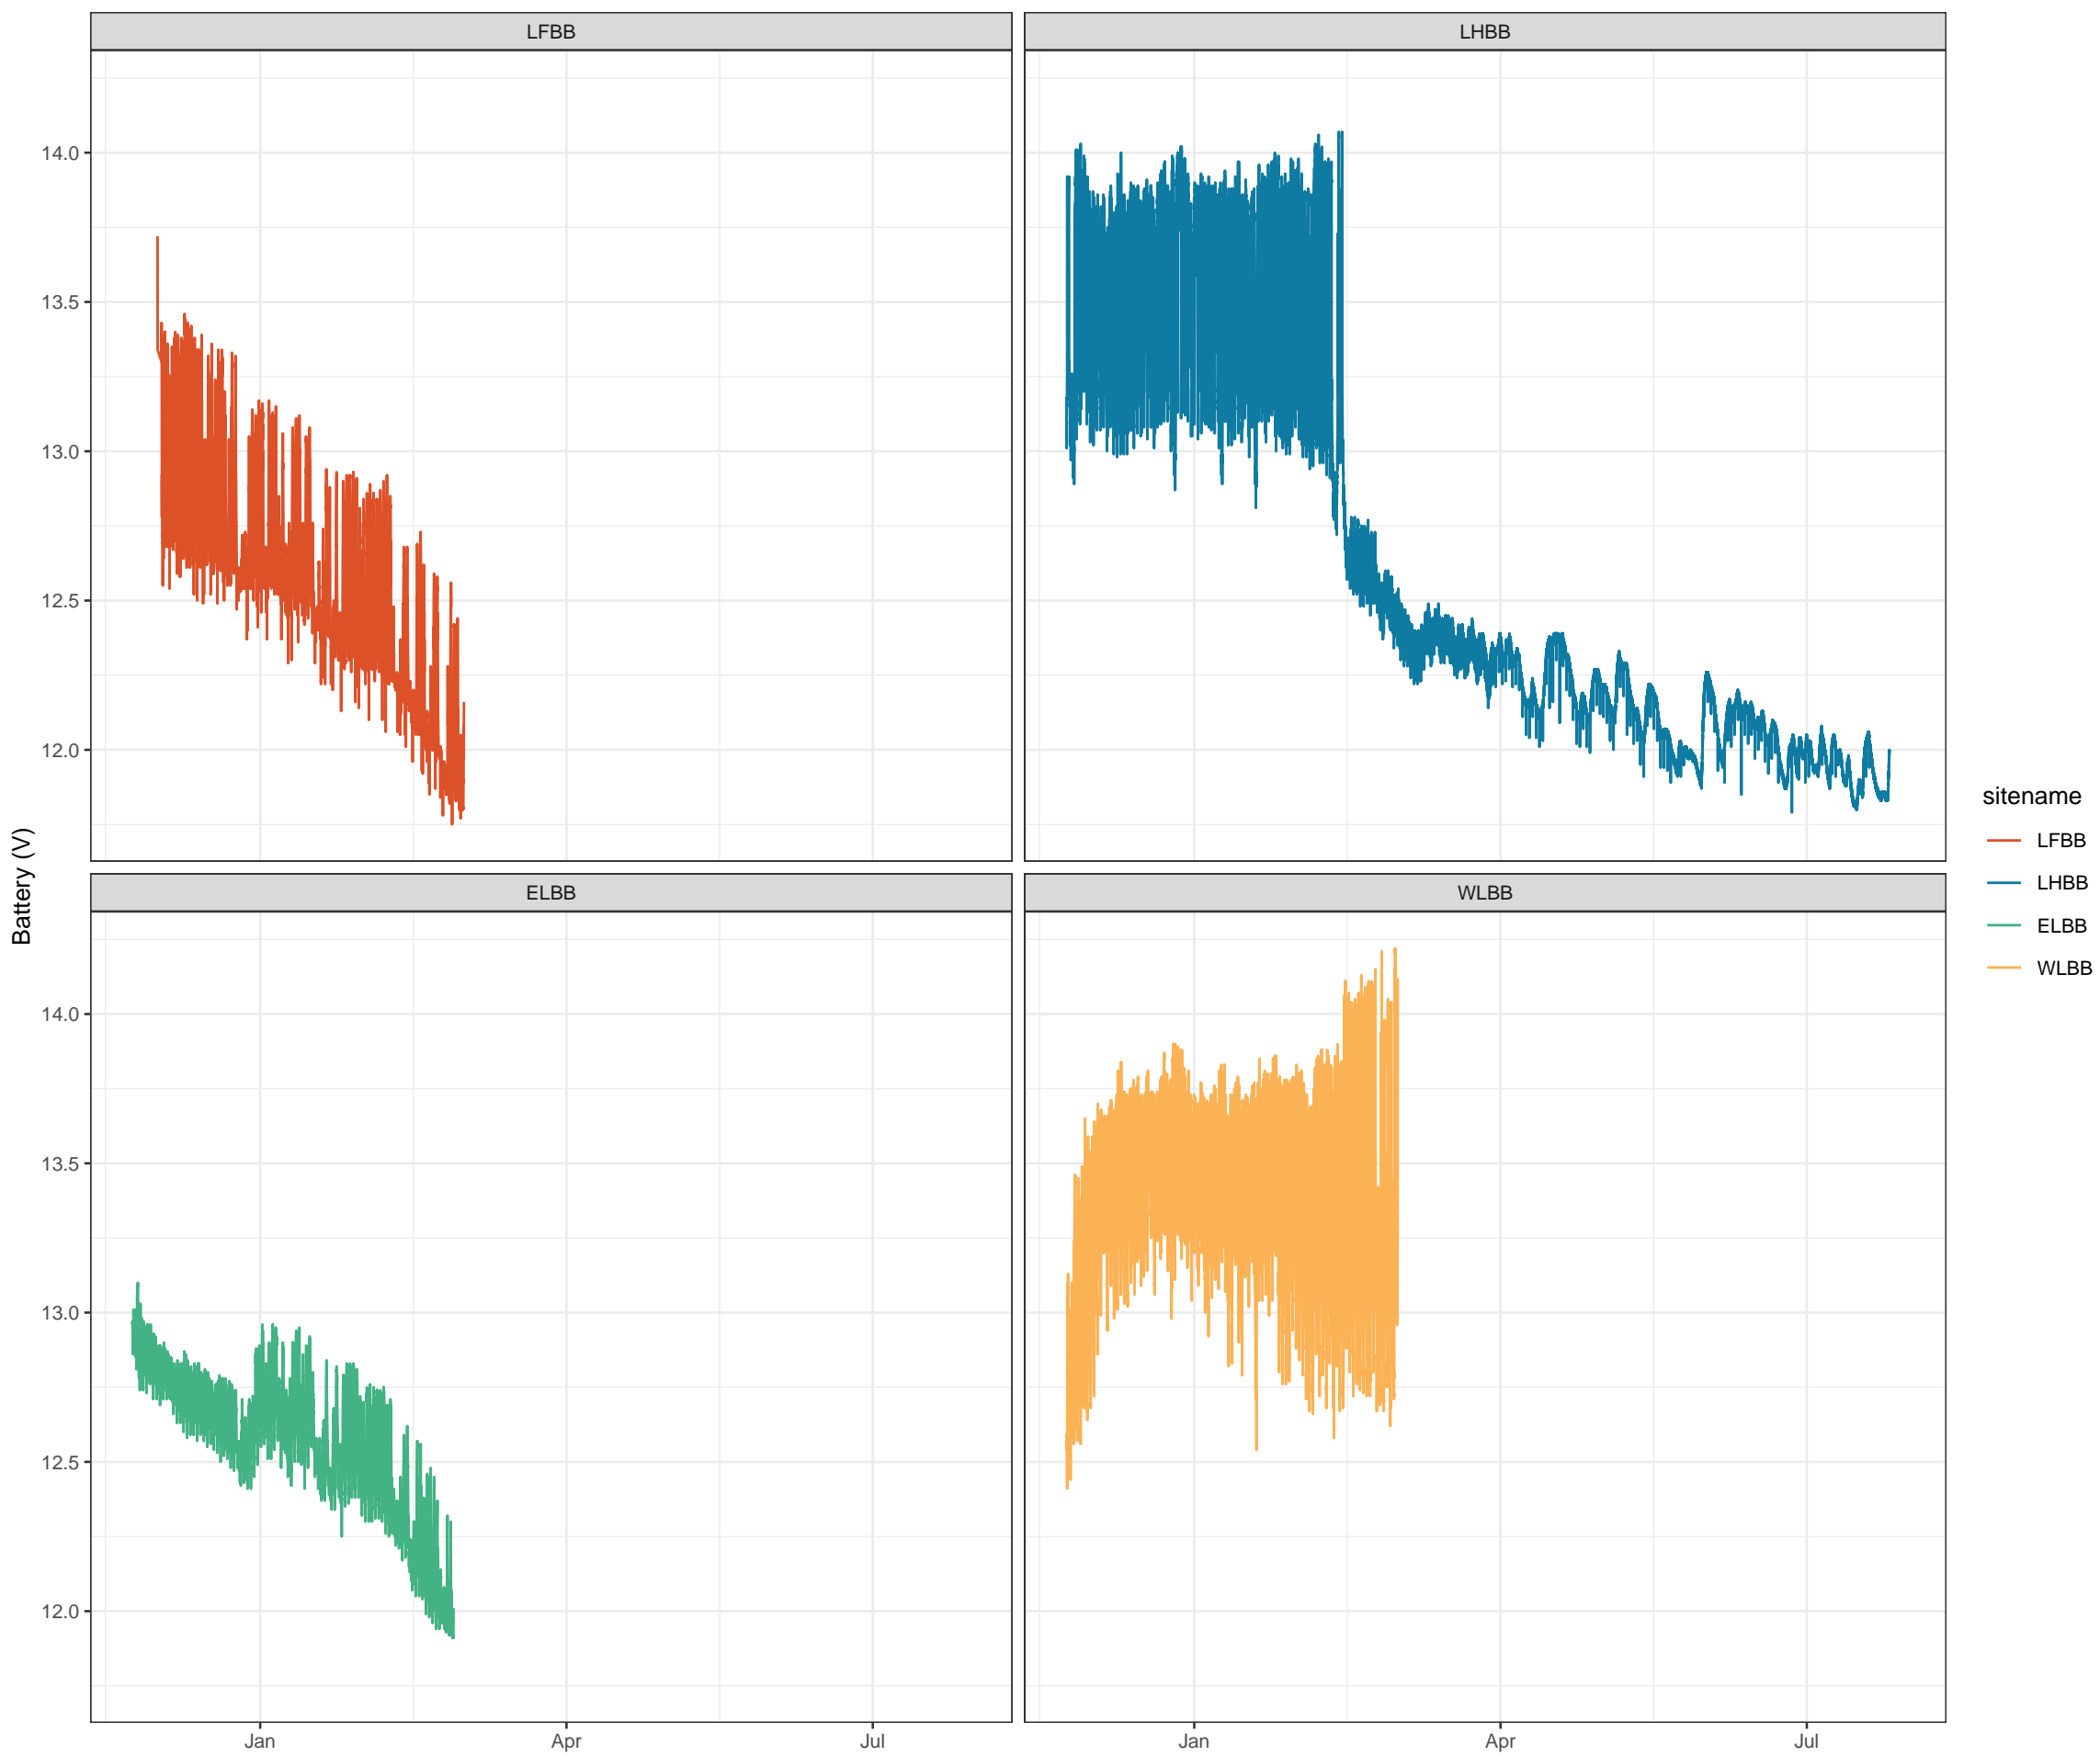 LFBB
LHBB
14.0
13.5
13.0
12.5
12.0
ELBB
WLBB
14.0
13.5
13.0
12.5
12.0
Battery (V)
Jan
Apr
Jul
Jan
Apr
Jul
sitename
LFBB
LHBB
ELBB
WLBB